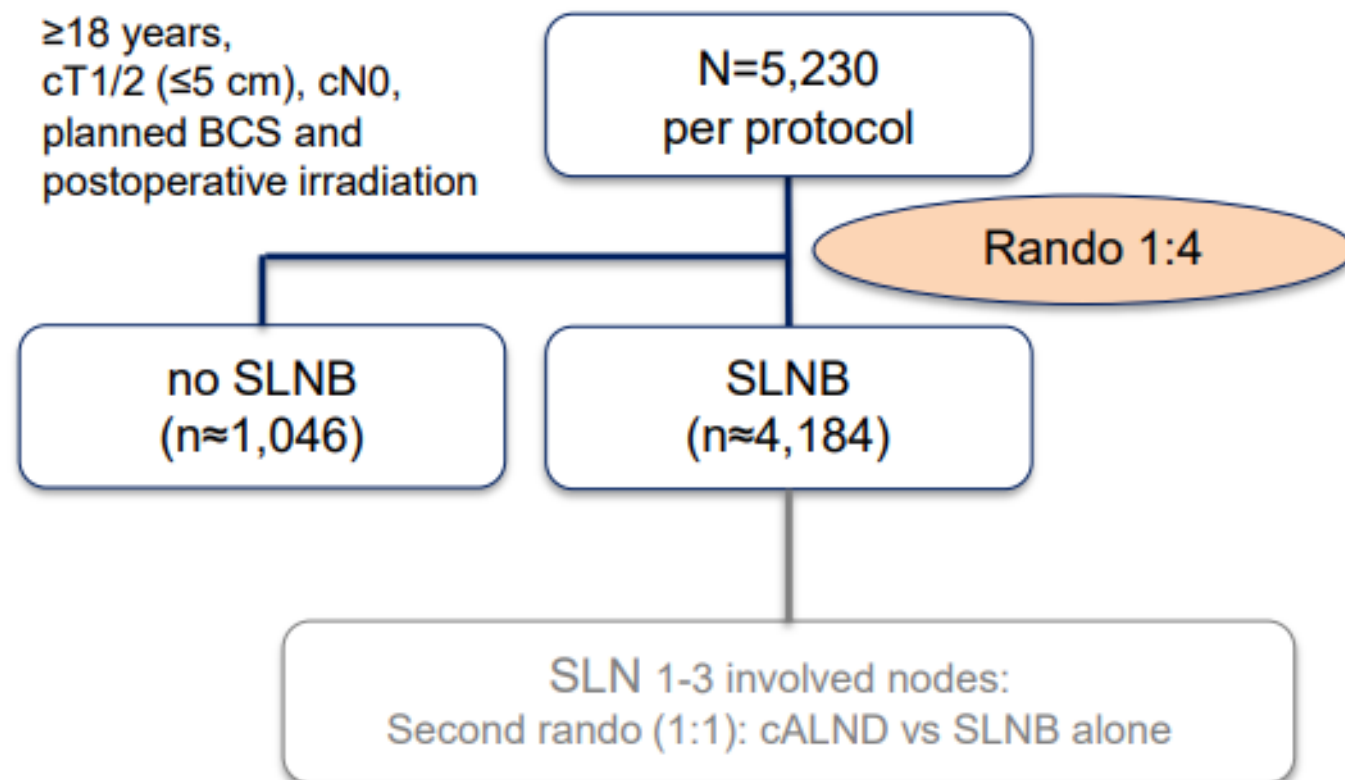 ≥18 years,
cT1/2 (≤5 cm), cN0,
planned BCS and
postoperative irradiation
N=5,230
per protocol
Rando 1:4
no SLNB
(n≈1,046)
SLNB
(n≈4,184)
SLN 1-3 involved nodes:
Second rando (1:1): cALND vs SLNB alone